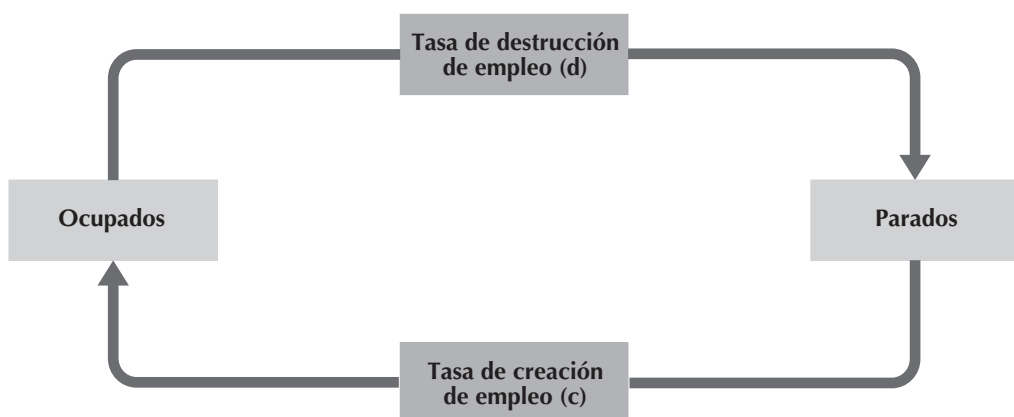 Tasa de destrucción
de empleo (d)
Ocupados
Parados
Tasa de creación
de empleo (c)